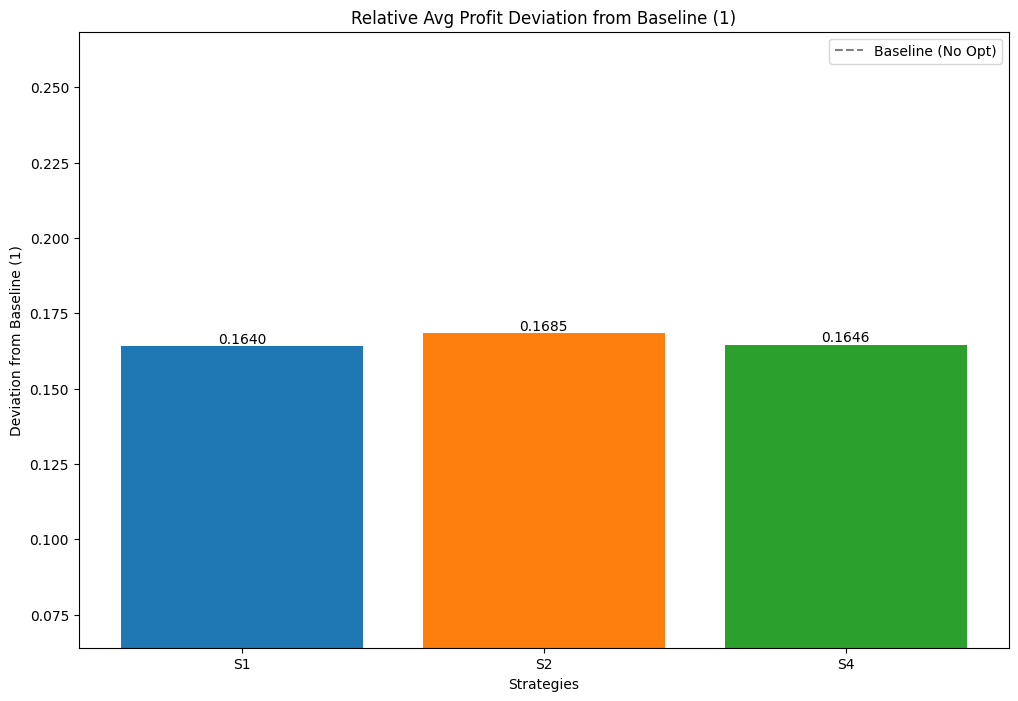 Relative Avg Profit Deviation from Baseline (1)
Baseline (No Opt)
0.250
0.225
0.200
0.175
0.150
0.125
0.100
0.075
Deviation from Baseline (1)
0.1640
0.1685
0.1646
S1
S2
S4
Strategies